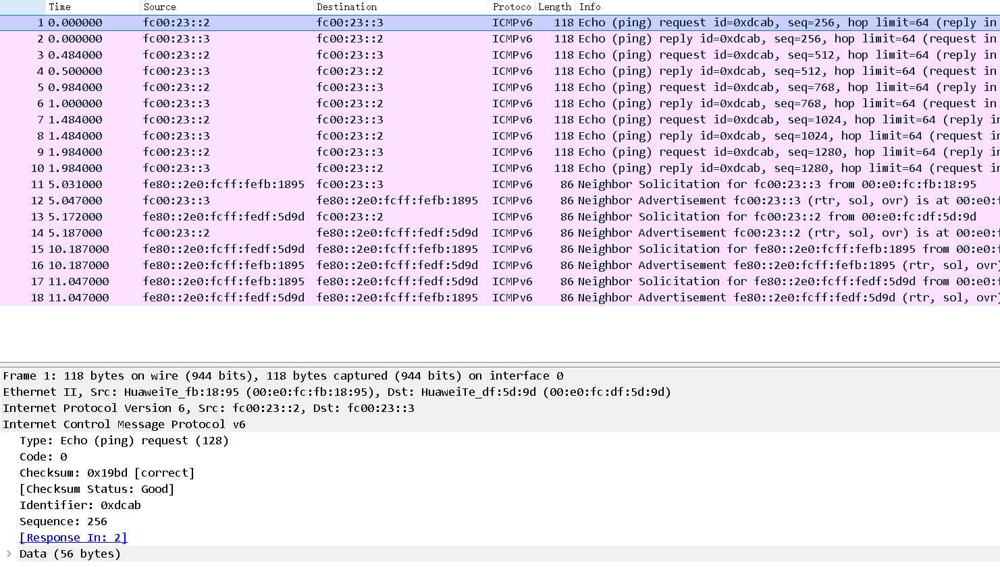 Time Source Destination Protoco Length Info
1 0.000000 fc00:23::2 fc00:23::3 ICMPv6 118 Echo (ping) request id=0xdcab, seq=256, hop limit=64 (reply in
2 0.000000 fc00:23::3 fc00:23::2 ICMPv6 118 Echo (ping) reply id=0xdcab, seq=256, hop limit=64 (request in
3 0.484000 fc00:23::2 fc00:23::3 ICMPv6 118 Echo (ping) request id=0xdcab, seq=512, hop limit=64 (reply in
4 0.500000 fc00:23::3 fc00:23::2 ICMPv6 118 Echo (ping) reply id=0xdcab, seq=512, hop limit=64 (request in
5 0.984000 fc00:23::2 fc00:23::3 ICMPv6 118 Echo (ping) request id=0xdcab, seq=768, hop limit=64 (reply in
6 1.000000 fc00:23::3 fc00:23::2 ICMPv6 118 Echo (ping) reply id=0xdcab, seq=768, hop limit=64 (request in
7 1.484000 fc00:23::2 fc00:23::3 ICMPv6 118 Echo (ping) request id=0xdcab, seq=1024, hop limit=64 (reply in
8 1.484000 fc00:23::3 fc00:23::2 ICMPv6 118 Echo (ping) reply id=0xdcab, seq=1024, hop limit=64 (request in
9 1.984000 fc00:23::2 fc00:23::3 ICMPv6 118 Echo (ping) request id=0xdcab, seq=1280, hop limit=64 (reply in
10 1.984000 fc00:23::3 fc00:23::2 ICMPv6 118 Echo (ping) reply id=0xdcab, seq=1280, hop limit=64 (request in
11 5.031000 fe80::2e0:fcff:fefb:1895 fc00:23::3 ICMPv6 86 Neighbor Solicitation for fc00:23::3 from 00:e0:fc:fb:18:95
12 5.047000 fc00:23::3 fe80::2e0:fcff:fefb:1895 ICMPv6 86 Neighbor Advertisement fc00:23::3 (rtr, sol, ovr) is at 00:e0:f
13 5.172000 fe80::2e0:fcff:fedf:5d9d fc00:23::2 ICMPv6 86 Neighbor Solicitation for fc00:23::2 from 00:e0:fc:df:5d:9d
14 5.187000 fc00:23::2 fe80::2e0:fcff:fedf:5d9d ICMPv6 86 Neighbor Advertisement fc00:23::2 (rtr, sol, ovr) is at 00:e0:f
15 10.187000 fe80::2e0:fcff:fedf:5d9d fe80::2e0:fcff:fefb:1895 ICMPv6 86 Neighbor Solicitation for fe80::2e0:fcff:fefb:1895 from 00:e0:f
16 10.187000 fe80::2e0:fcff:fefb:1895 fe80::2e0:fcff:fedf:5d9d ICMPv6 86 Neighbor Advertisement fe80::2e0:fcff:fefb:1895 (rtr, sol, ovr)
17 11.047000 fe80::2e0:fcff:fefb:1895 fe80::2e0:fcff:fedf:5d9d ICMPv6 86 Neighbor Solicitation for fe80::2e0:fcff:fedf:5d9d from 00:e0:f
18 11.047000 fe80::2e0:fcff:fedf:5d9d fe80::2e0:fcff:fefb:1895 ICMPv6 86 Neighbor Advertisement fe80::2e0:fcff:fedf:5d9d (rtr, sol, ovr)
Frame 1: 118 bytes on wire (944 bits), 118 bytes captured (944 bits) on interface 0
Ethernet II, Src: HuaweiTe_fb:18:95 (00:e0:fc:fb:18:95), Dst: HuaweiTe_df:5d:9d (00:e0:fc:df:5d:9d)
Internet Protocol Version 6, Src: fc00:23::2, Dst: fc00:23::3
Internet Control Message Protocol v6
Type: Echo (ping) request (128)
Code: 0
Checksum: 0x19bd [correct]
[Checksum Status: Good]
Identifier: 0xdcab
Sequence: 256
[Response In: 2]
Data (56 bytes)